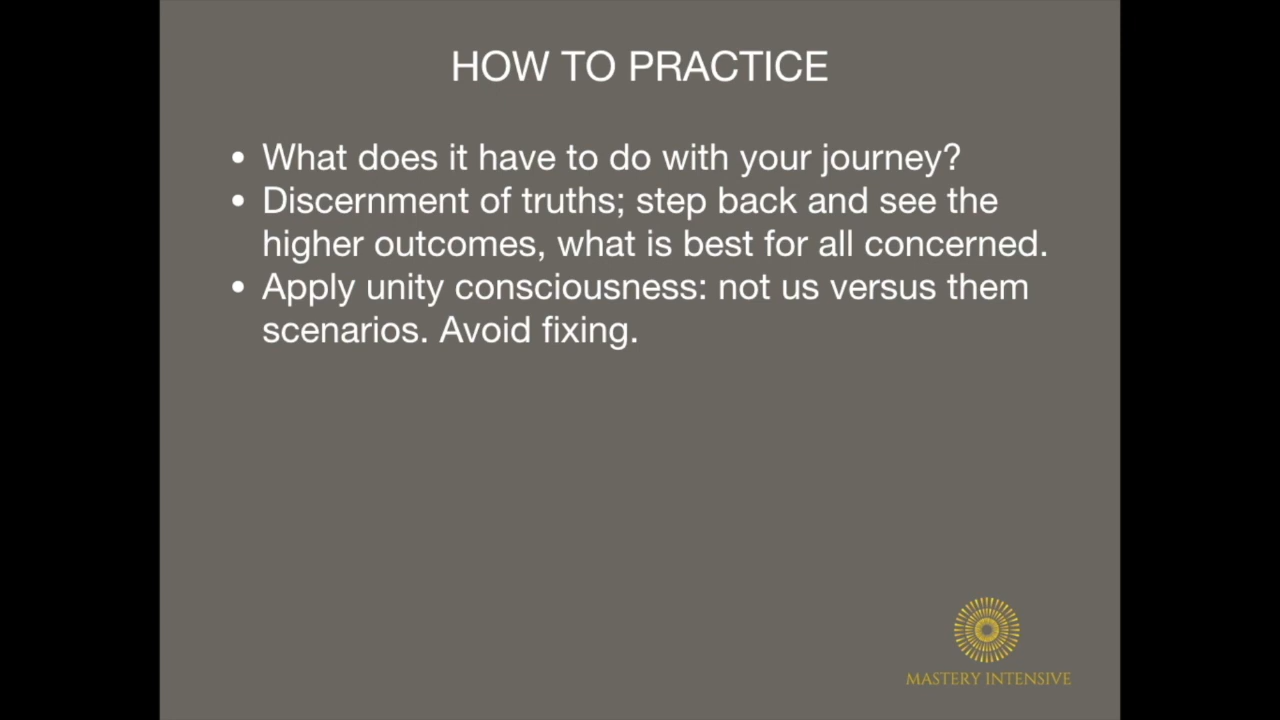 HOW TO PRACTICE
• What does it have to do with your journey?
• Discernment of truths; step back and see the
higher outcomes, what is best for all concerned.
• Apply unity consciousness: not us versus them
scenarios. Avoid fixing.
MASTERY INTENSIVE